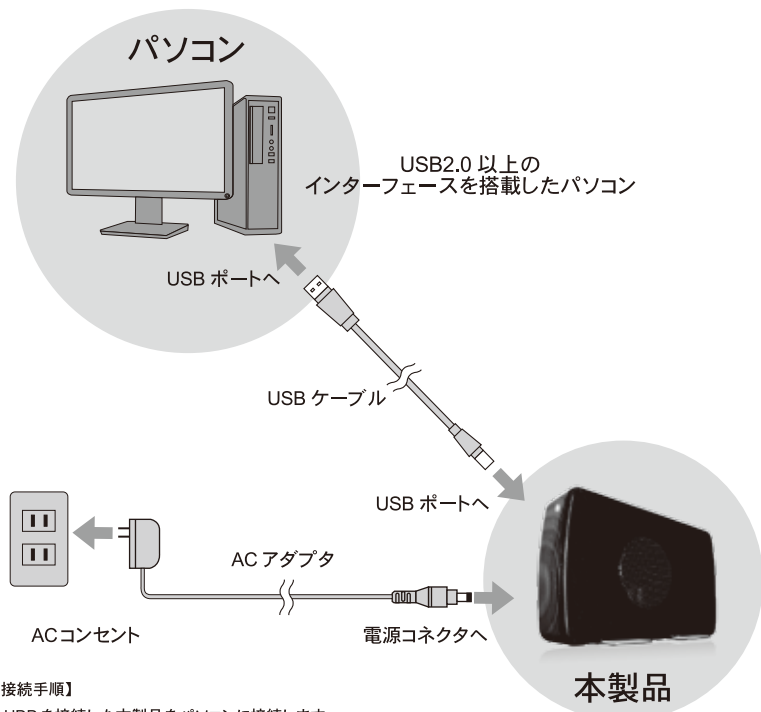 パソコン
USB2.0 以上の
インターフェースを搭載したパソコン
USB ポートへ
USB ケーブル
USB ポートへ
AC アダプタ
ACコンセント
電源コネクタへ
本製品
接続手順】